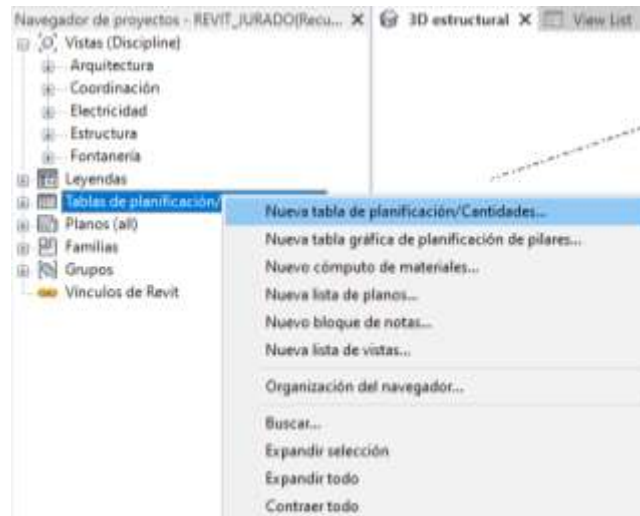 Navegador de proyectos - REVIT_JURADO(Recu...
3D estructural
View List
Vistas (Discipline)
Arquitectura
Coordinación
Electricidad
Estructura
Fontanería
Leyendas
Tablas de planificación/
Planos (all)
Familias
Grupos
Vínculos de Revit
Nueva tabla de planificación/Cantidades...
Nueva tabla gráfica de planificación de pilares...
Nuevo cómputo de materiales...
Nueva lista de planos...
Nuevo bloque de notas...
Nueva lista de vistas...
Organización del navegador...
Buscar...
Expandir selección
Expandir todo
Contraer todo